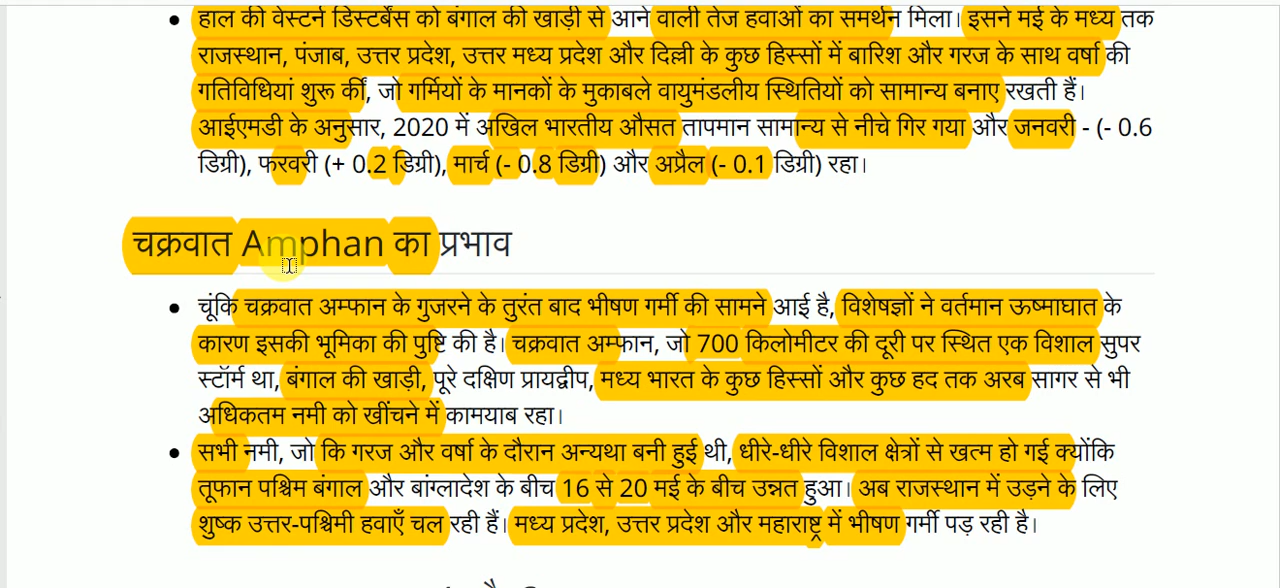 हाल की वेस्टर्न डिस्टर्बेंस को बंगाल की खाड़ी से आने वाली तेज हवाओं का समर्थन मिला। इसने मई के मध्य तक
राजस्थान, पंजाब, उत्तर प्रदेश, उत्तर मध्य प्रदेश और दिल्ली के कुछ हिस्सों में बारिश और गरज के साथ वर्षा की
गतिविधियां शुरू कीं, जो गर्मियों के मानकों के मुकाबले वायुमंडलीय स्थितियों को सामान्य बनाए रखती हैं।
आईएमडी के अनुसार, 2020 में अखिल भारतीय औसत तापमान सामान्य से नीचे गिर गया और जनवरी - (- 0.6
डिग्री), फरवरी (+ 0.2 डिग्री), मार्च (- 0.8 डिग्री) और अप्रैल (- 0.1 डिग्री) रहा।
चक्रवात Amphan का प्रभाव
चूंकि चक्रवात अम्फान के गुजरने के तुरंत बाद भीषण गर्मी की सामने आई है, विशेषज्ञों ने वर्तमान ऊष्माघात के
कारण इसकी भूमिका की पुष्टि की है। चक्रवात अम्फान, जो 700 किलोमीटर की दूरी पर स्थित एक विशाल सुपर
स्टॉर्म था, बंगाल की खाड़ी, पूरे दक्षिण प्रायद्वीप, मध्य भारत के कुछ हिस्सों और कुछ हद तक अरब सागर से भी
अधिकतम नमी को खींचने में कामयाब रहा।
सभी नमी, जो कि गरज और वर्षा के दौरान अन्यथा बनी हुई थी, धीरे-धीरे विशाल क्षेत्रों से खत्म हो गई क्योंकि
तूफान पश्चिम बंगाल और बांग्लादेश के बीच 16 से 20 मई के बीच उन्नत हुआ। अब राजस्थान में उड़ने के लिए
शुष्क उत्तर-पश्चिमी हवाएँ चल रही हैं। मध्य प्रदेश, उत्तर प्रदेश और महाराष्ट्र में भीषण गर्मी पड़ रही है।